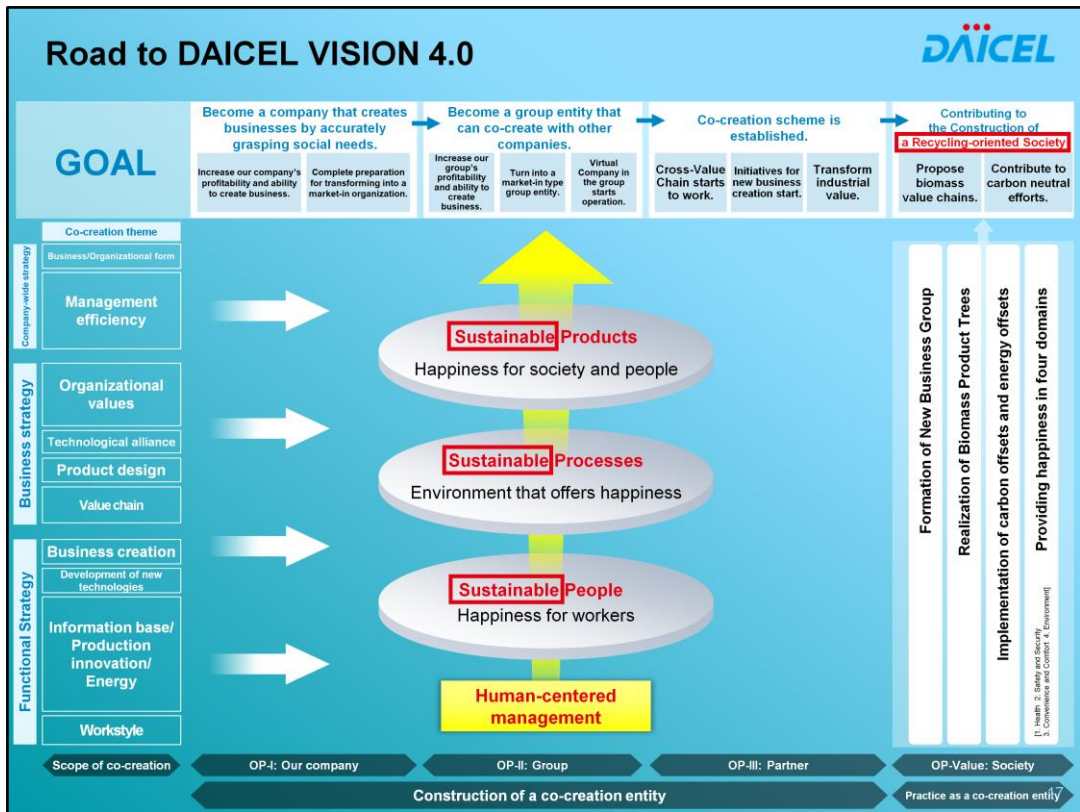 Road to DAICEL VISION 4.0
DAICEL
GOAL
Become a company that creates
businesses by accurately
grasping social needs.
Increase our company's
profitability and ability
to create business.
Complete preparation
for transforming into a
market-in organization.
Become a group entity that
can co-create with other
companies.
Increase our
group's
profitability
and ability to
create
business.
Turn into a
market-in type
group entity.
Virtual
Company in
the group
starts
operation.
Co-creation scheme is
established.
Cross-Value
Chain starts
to work.
Initiatives for
new business
creation start.
Transform
industrial
value.
Contributing to
the Construction of
a Recycling-oriented Society
Propose
biomass
value chains.
Contribute to
carbon neutral
efforts.
Co-creation theme
Company-wide strategy
Business/Organizational form
Management
efficiency
Business strategy
Organizational
values
Technological alliance
Product design
Value chain
Functional Strategy
Business creation
Development of new
technologies
Information base/
Production
innovation/
Energy
Workstyle
Sustainable Products
Happiness for society and people
Sustainable Processes
Environment that offers happiness
Sustainable People
Happiness for workers
Human-centered
management
Formation of New Business Group
Realization of Biomass Product Trees
Implementation of carbon offsets and energy offsets
Providing happiness in four domains
[1. Health 2. Safety and Security
3. Convenience and Comfort 4. Environment]
Scope of co-creation
OP-I: Our company
OP-II: Group
OP-III: Partner
OP-Value: Society
Construction of a co-creation entity
Practice as a co-creation entity
17